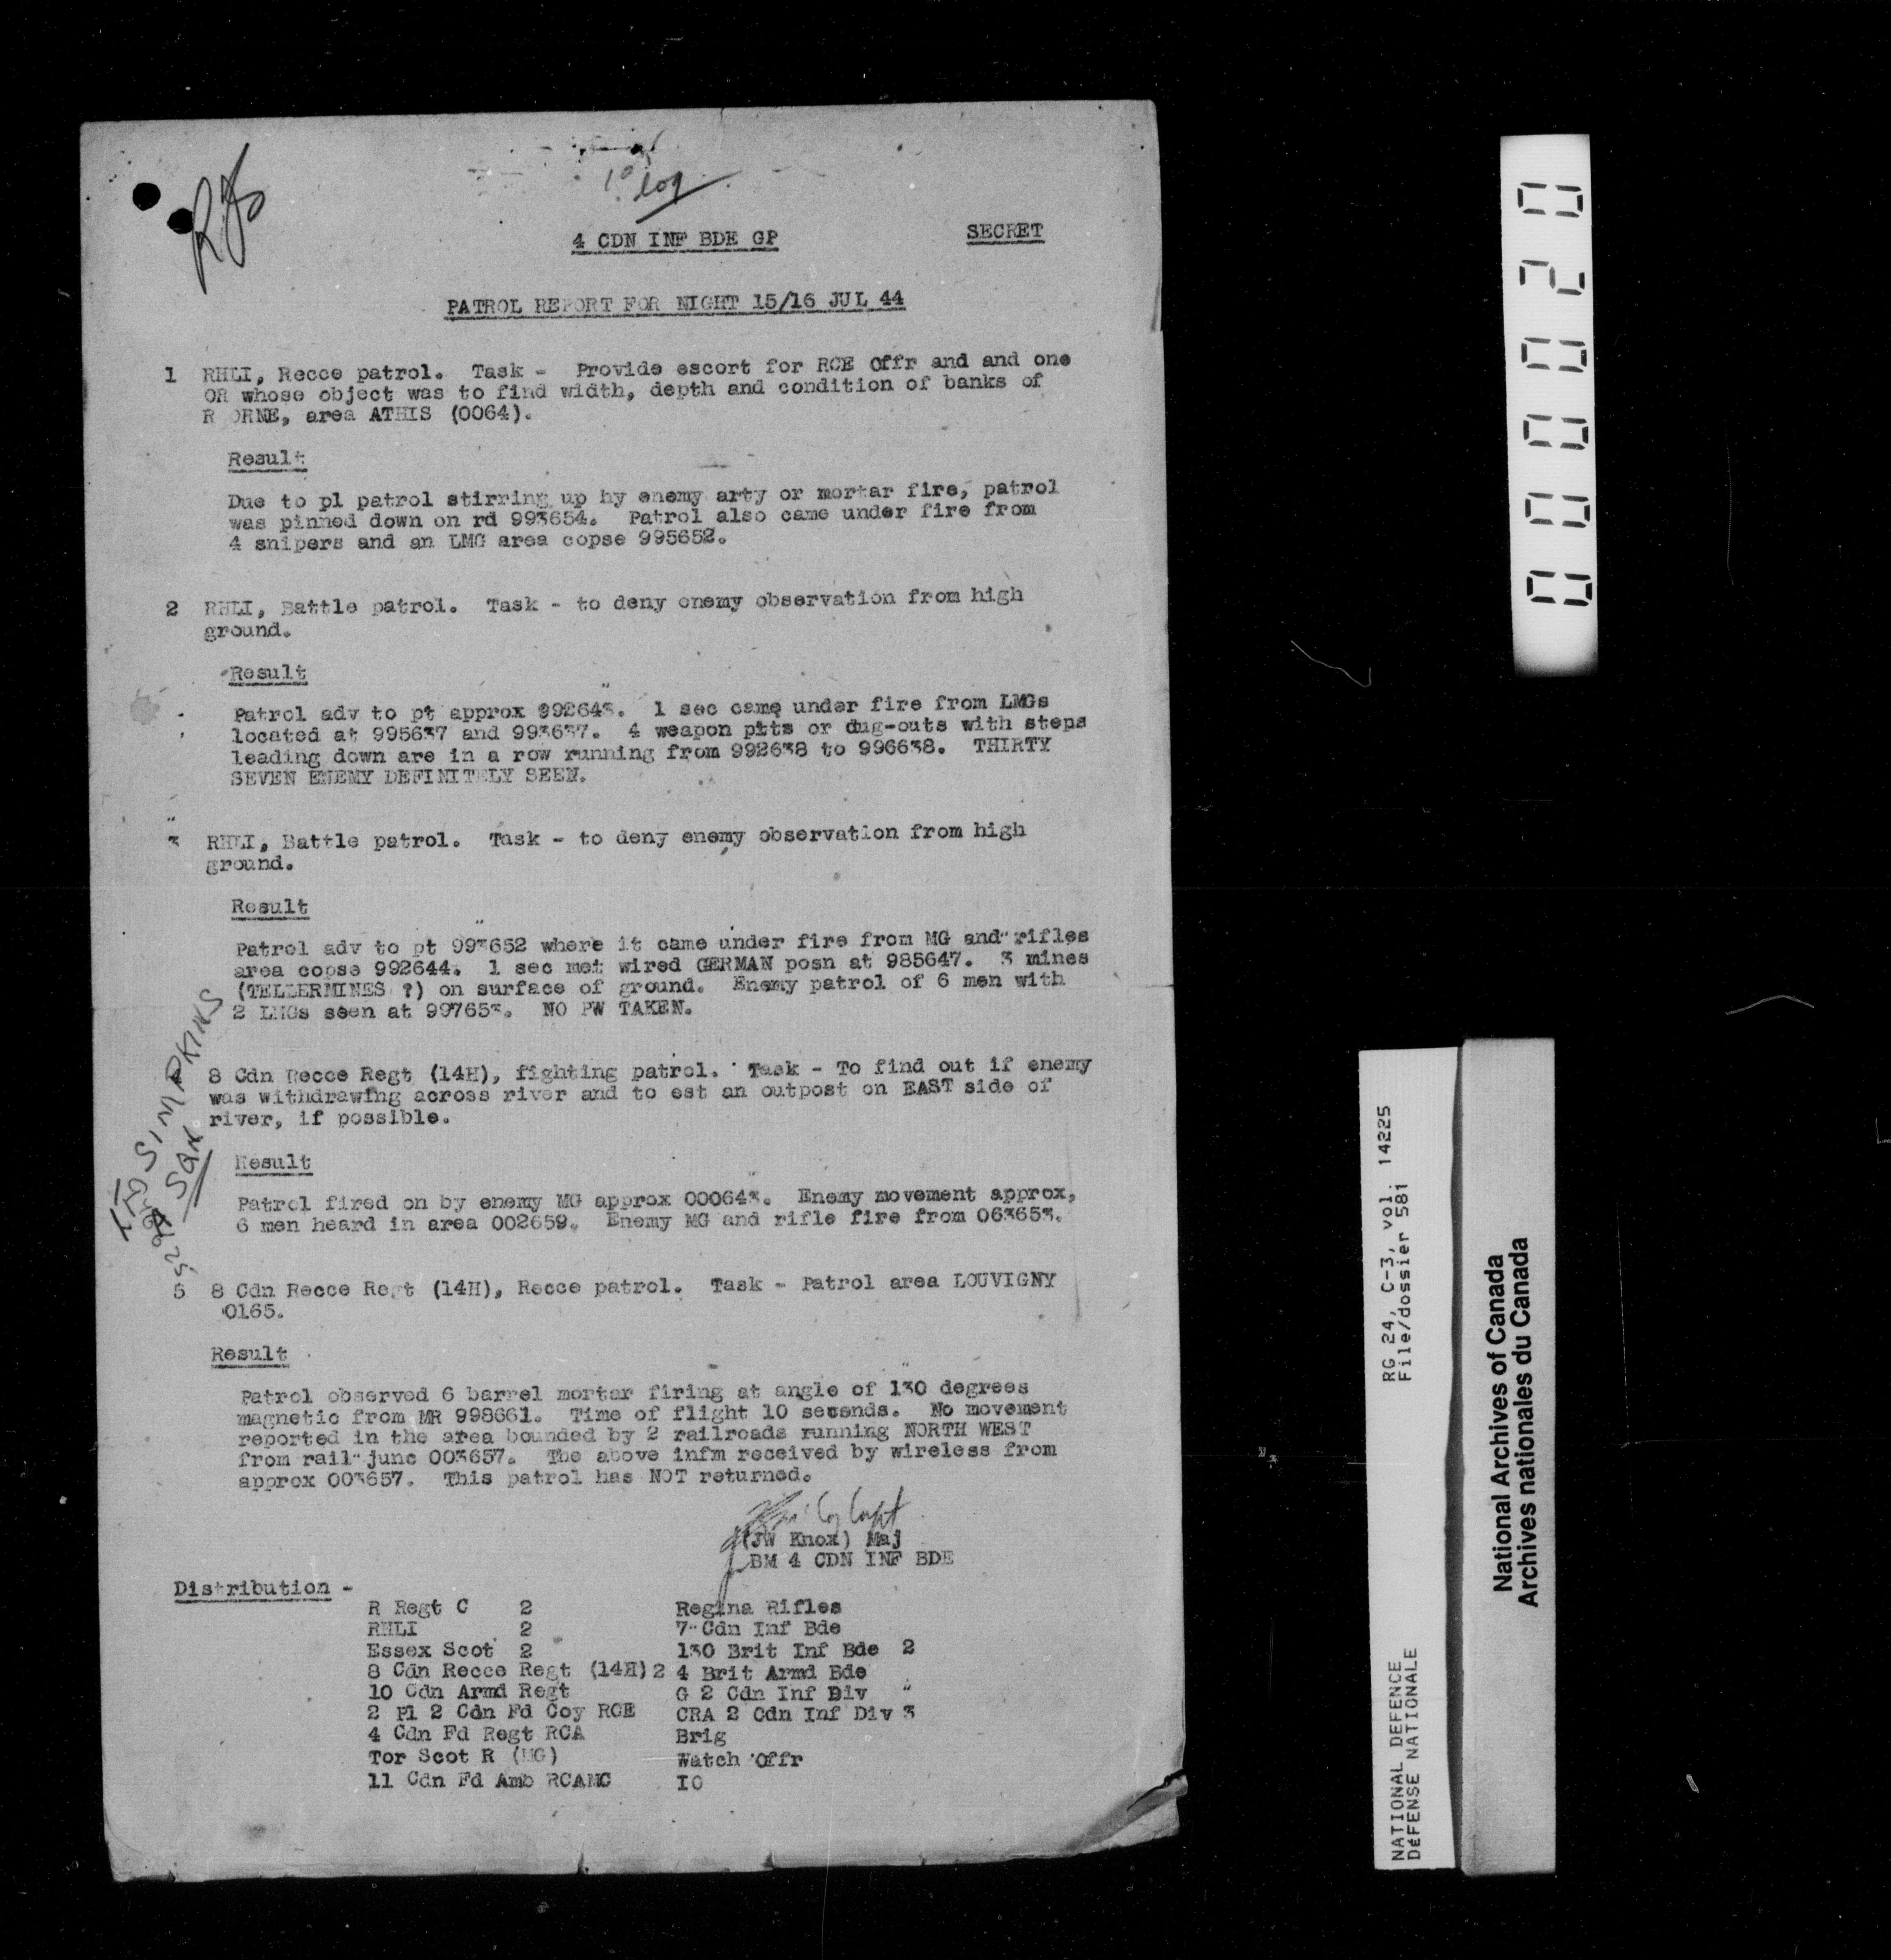 log
4 CDN INF BDE GP
SECRET
PATROL REPORT FOR NIGHT 15/16 JUL 44
1 RHLI, Recce patrol. Task - Provide escort for RCE Offr and and one
OR whose object was to find width, depth and condition of banks of
R ORNE, area ATHIS (0064).
Result
Due to pl patrol stirring up hy enemy arty or mortar fire, patrol
was pinned down on rd 993654. Patrol also came under fire from
4 snipers and an LMG area copse 995652.
2 RHLI, Battle patrol. Task - to deny enemy observation from high
ground.
Result
Patrol adv to pt approx 992643. 1 sec came under fire from LMGs
located at 995637 and 993637. 4 weapon pits or dug-outs with steps
leading down are in a row running from 992638 to 996638. THIRTY
SEVEN ENEMY DEFINITELY SEEN.
3 RHLI, Battle patrol. Task - to deny enemy observation from high
ground.
Result
Patrol adv to pt 993652 where it came under fire from MG and rifles
area copse 992644. 1 sec met wired GERMAN posn at 985647. 3 mines
(TELLERMINES ?) on surface of ground. Enemy patrol of 6 men with
2 LMGs seen at 997653. NO PW TAKEN.
8 Cdn Recce Regt (14H), fighting patrol. Task - To find out if enemy
was withdrawing across river and to est an outpost on EAST side of
river, if possible.
Result
Patrol fired on by enemy MG approx 000643. Enemy movement approx,
6 men heard in area 002659. Enemy MG and rifle fire from 063653.
SIMPKINS
SQN
5 8 Cdn Recce Regt (14H), Recce patrol. Task - Patrol area LOUVIGNY
0165.
Result
Patrol observed 6 barrel mortar firing at angle of 130 degrees
magnetic from MR 998661. Time of flight 10 seconds. No movement
reported in the area bounded by 2 railroads running NORTH WEST
from rail junc 003657. The above infm received by wireless from
approx 003657. This patrol has NOT returned.
Capt
(JW Knox) Maj
BM 4 CDN INF BDE
Distribution -
R Regt C 2 Regina Rifles
RHLI 2 7 Cdn Inf Bde
Essex Scot 2 130 Brit Inf Bde 2
8 Cdn Recce Regt (14H) 2 4 Brit Armd Bde
10 Cdn Armd Regt G 2 Cdn Inf Div "
2 Pl 2 Cdn Fd Coy RCE CRA 2 Cdn Inf Div 3
4 Cdn Fd Regt RCA Brig
Tor Scot R (MG) Watch Offr
11 Cdn Fd Amb RCAMC IO
000020
RG 24, C-3, vol. 14225
File/dossier 581
NATIONAL DEFENCE
DéFENSE NATIONALE
National Archives of Canada
Archives nationales du Canada